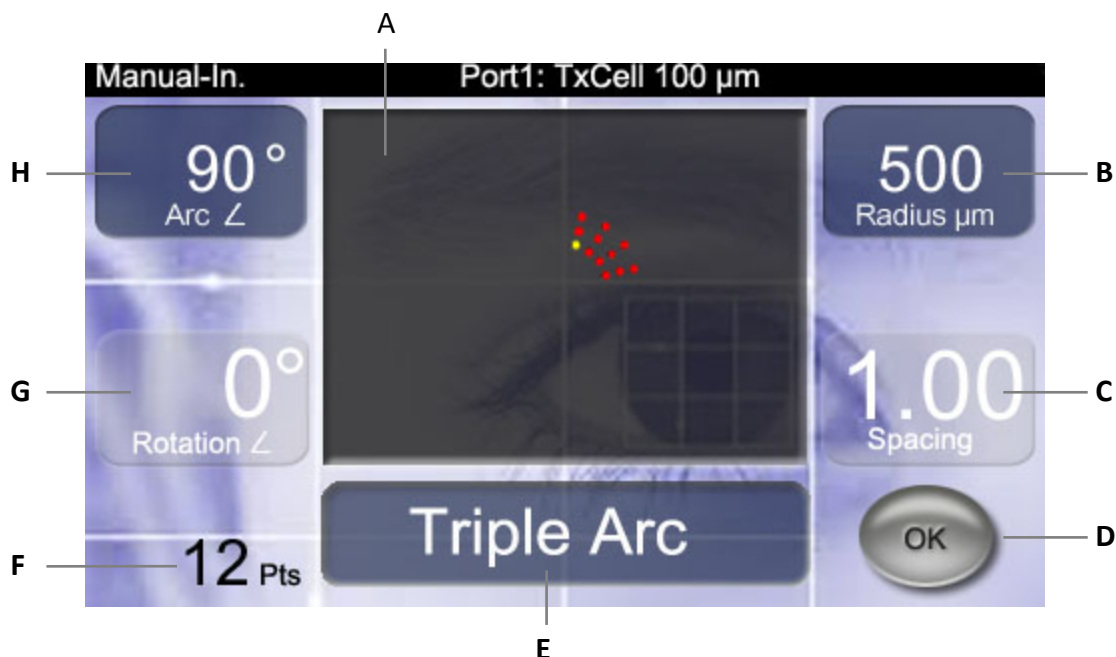 A
Manual-In. Port1: TxCell 100 µm
H 90° 500 B
Arc ∠ Radius µm
G 0° 1.00 C
Rotation ∠ Spacing
Triple Arc OK D
F 12 Pts
E